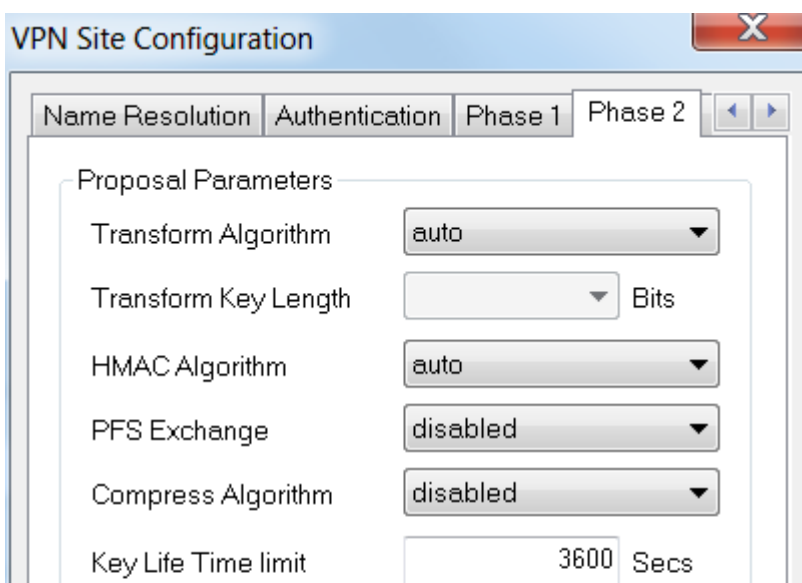 VPN Site Configuration
Name Resolution Authentication Phase 1 Phase 2
Proposal Parameters
Transform Algorithm auto
Transform Key Length Bits
HMAC Algorithm auto
PFS Exchange disabled
Compress Algorithm disabled
Key Life Time limit 3600 Secs